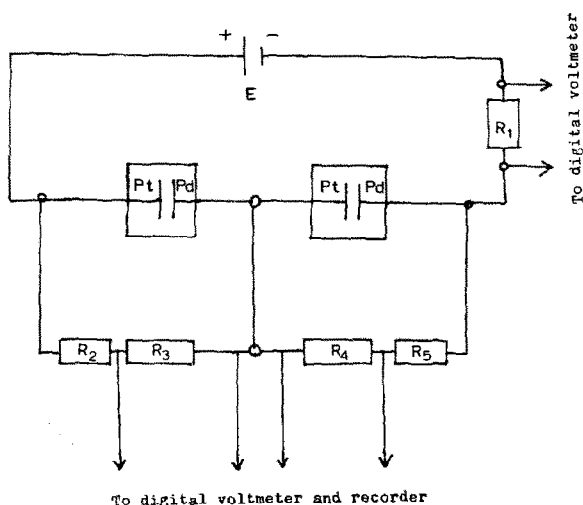 + -
E
R1
To digital voltmeter
Pt Pd
Pt Pd
R2
R3
R4
R5
To digital voltmeter and recorder